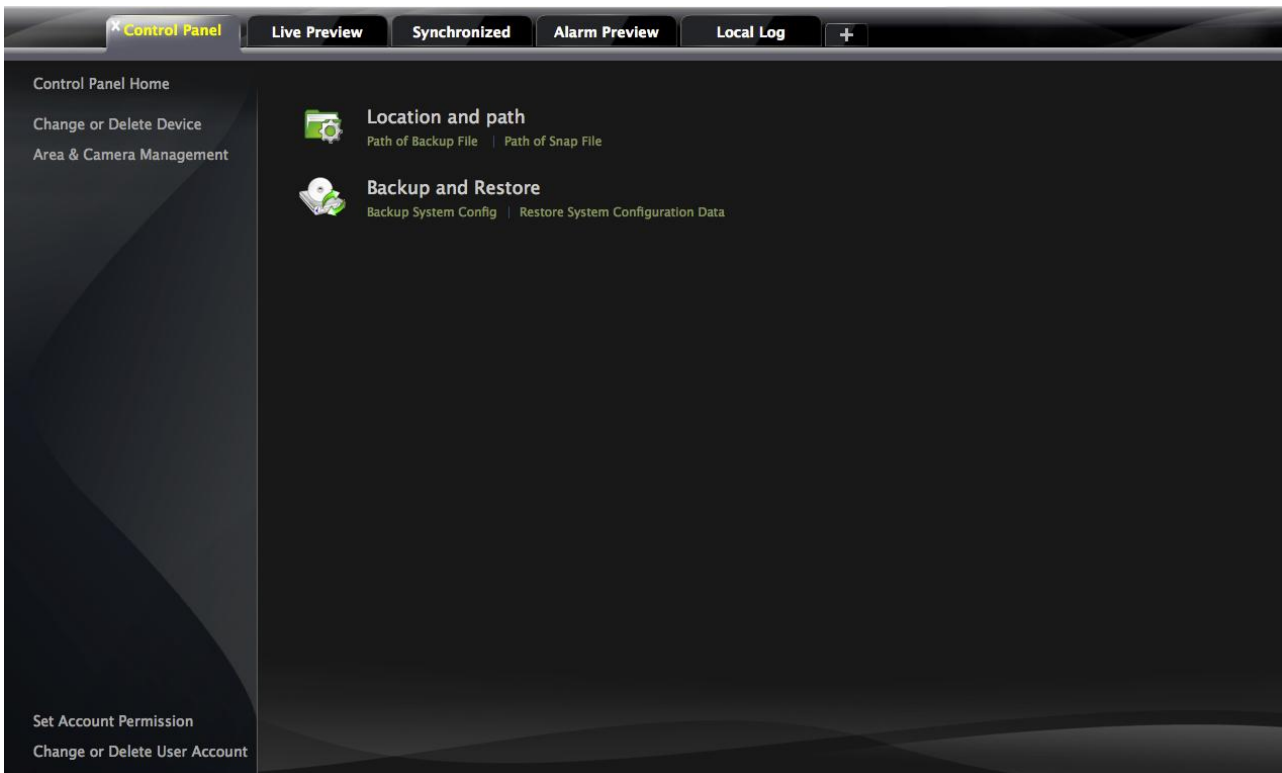 Control Panel Live Preview Synchronized Alarm Preview Local Log +
Control Panel Home
Change or Delete Device
Area & Camera Management
Location and path
Path of Backup File | Path of Snap File
Backup and Restore
Backup System Config | Restore System Configuration Data
Set Account Permission
Change or Delete User Account